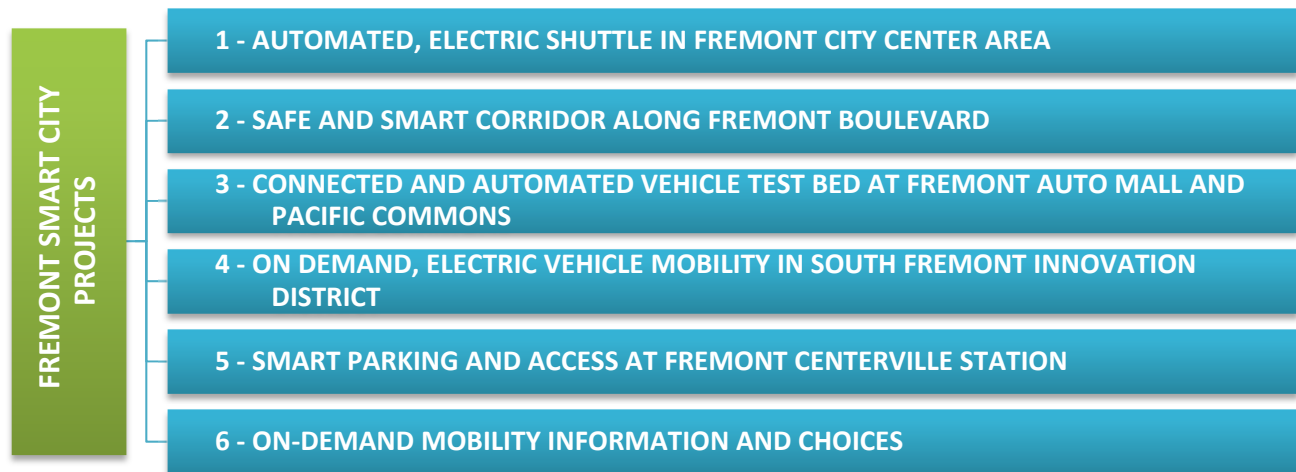 FREMONT SMART CITY
PROJECTS
1 - AUTOMATED, ELECTRIC SHUTTLE IN FREMONT CITY CENTER AREA
2 - SAFE AND SMART CORRIDOR ALONG FREMONT BOULEVARD
3 - CONNECTED AND AUTOMATED VEHICLE TEST BED AT FREMONT AUTO MALL AND
PACIFIC COMMONS
4 - ON DEMAND, ELECTRIC VEHICLE MOBILITY IN SOUTH FREMONT INNOVATION
DISTRICT
5 - SMART PARKING AND ACCESS AT FREMONT CENTERVILLE STATION
6 - ON-DEMAND MOBILITY INFORMATION AND CHOICES